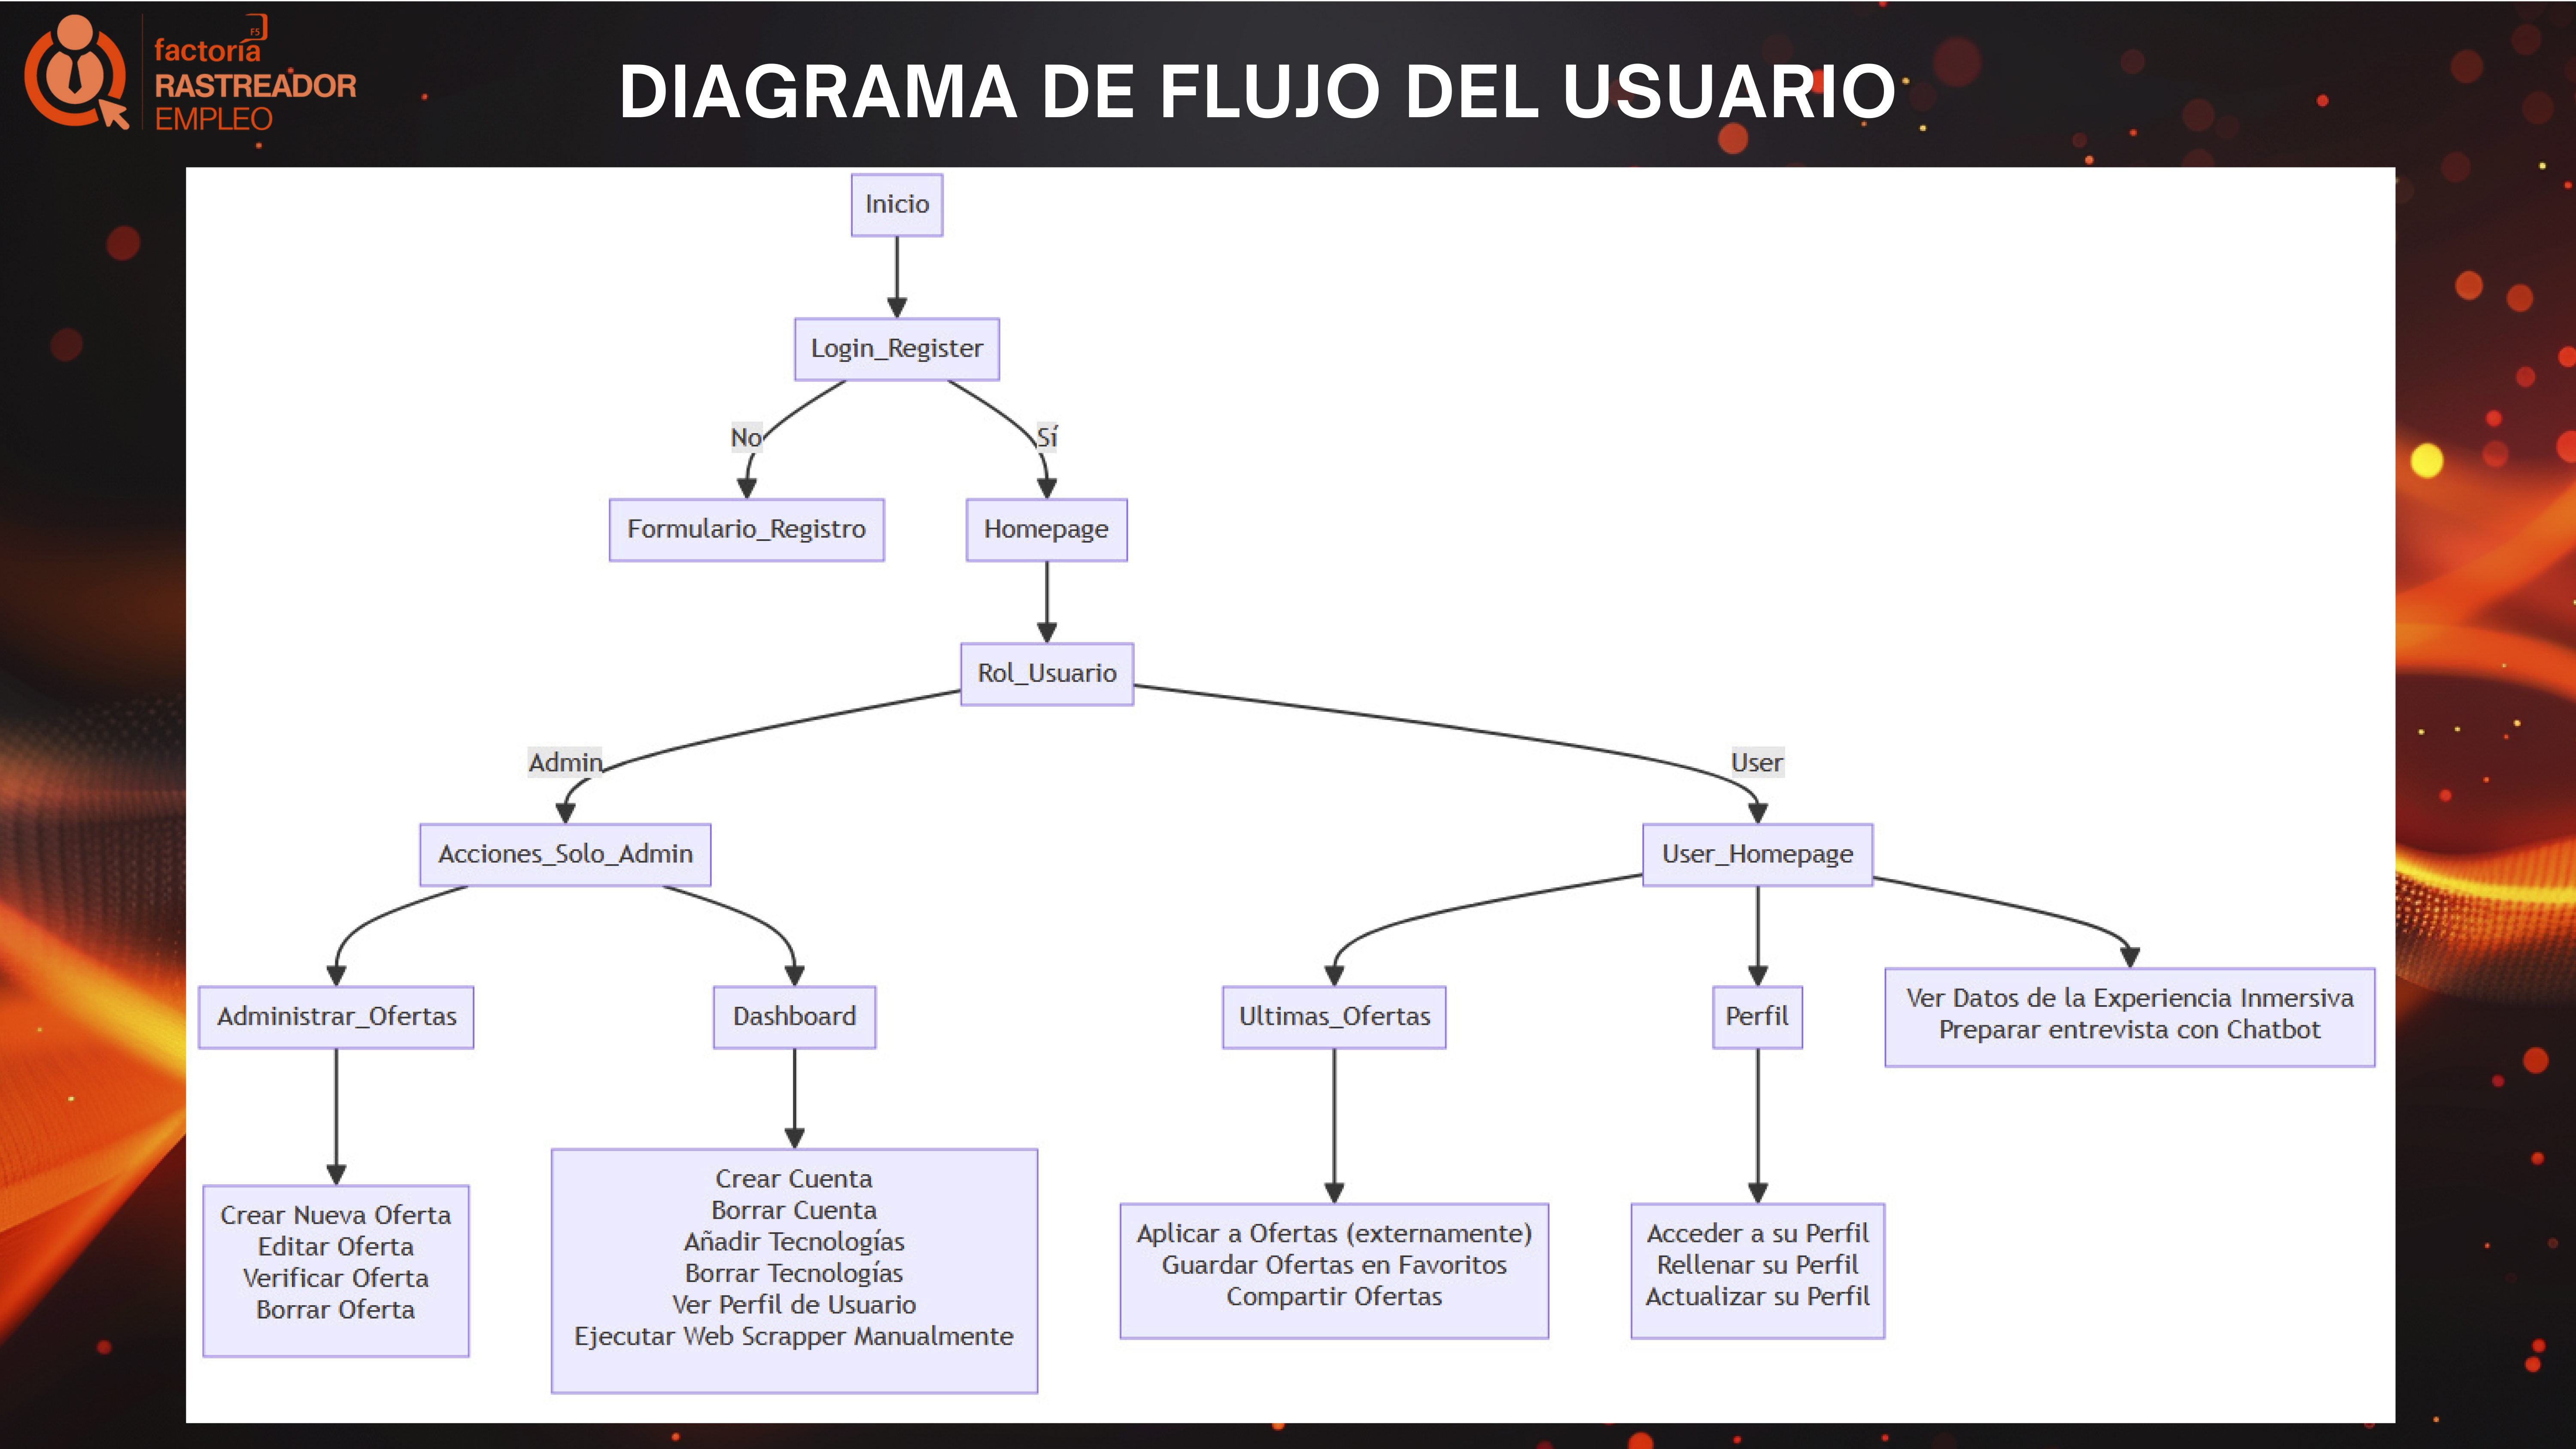 F5
factoría
RASTREADOR
EMPLEO
DIAGRAMA DE FLUJO DEL USUARIO
Inicio
Login_Register
No
Sí
Formulario_Registro
Homepage
Rol_Usuario
Admin
User
Acciones_Solo_Admin
User_Homepage
Administrar_Ofertas
Dashboard
Ultimas_Ofertas
Perfil
Ver Datos de la Experiencia Inmersiva
Preparar entrevista con Chatbot
Crear Nueva Oferta
Editar Oferta
Verificar Oferta
Borrar Oferta
Crear Cuenta
Borrar Cuenta
Añadir Tecnologías
Borrar Tecnologías
Ver Perfil de Usuario
Ejecutar Web Scrapper Manualmente
Aplicar a Ofertas (externamente)
Guardar Ofertas en Favoritos
Compartir Ofertas
Acceder a su Perfil
Rellenar su Perfil
Actualizar su Perfil